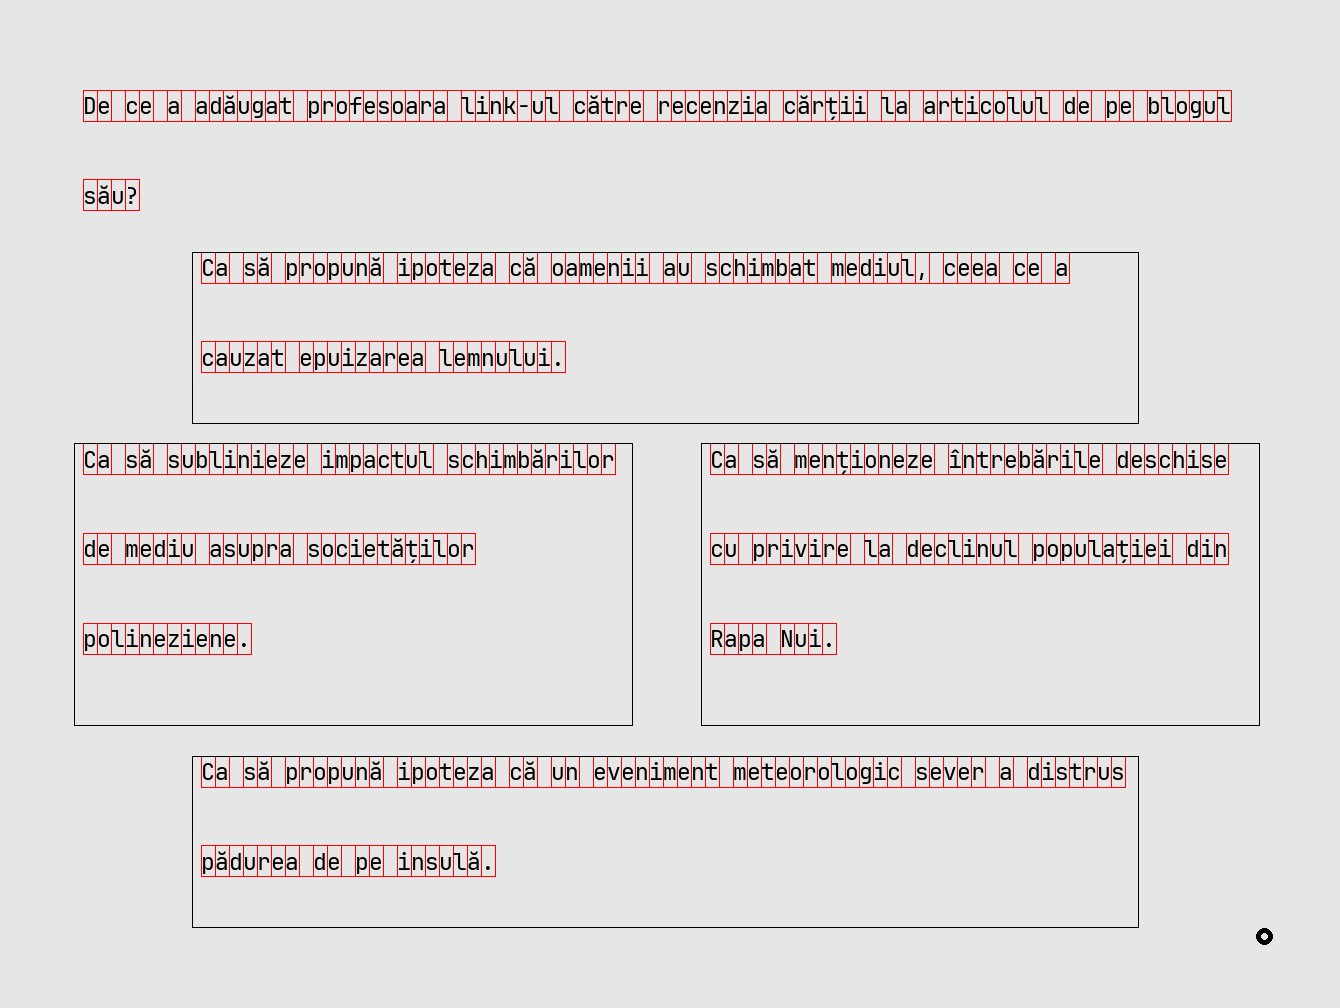 De ce a adăugat profesoara link-ul către recenzia cărții la articolul de pe blogul
său?
Ca să propună ipoteza că oamenii au schimbat mediul, ceea ce a
cauzat epuizarea lemnului.
Ca să sublinieze impactul schimbărilor
de mediu asupra societăților
polineziene.
Ca să menționeze întrebările deschise
cu privire la declinul populației din
Rapa Nui.
Ca să propună ipoteza că un eveniment meteorologic sever a distrus
pădurea de pe insulă.